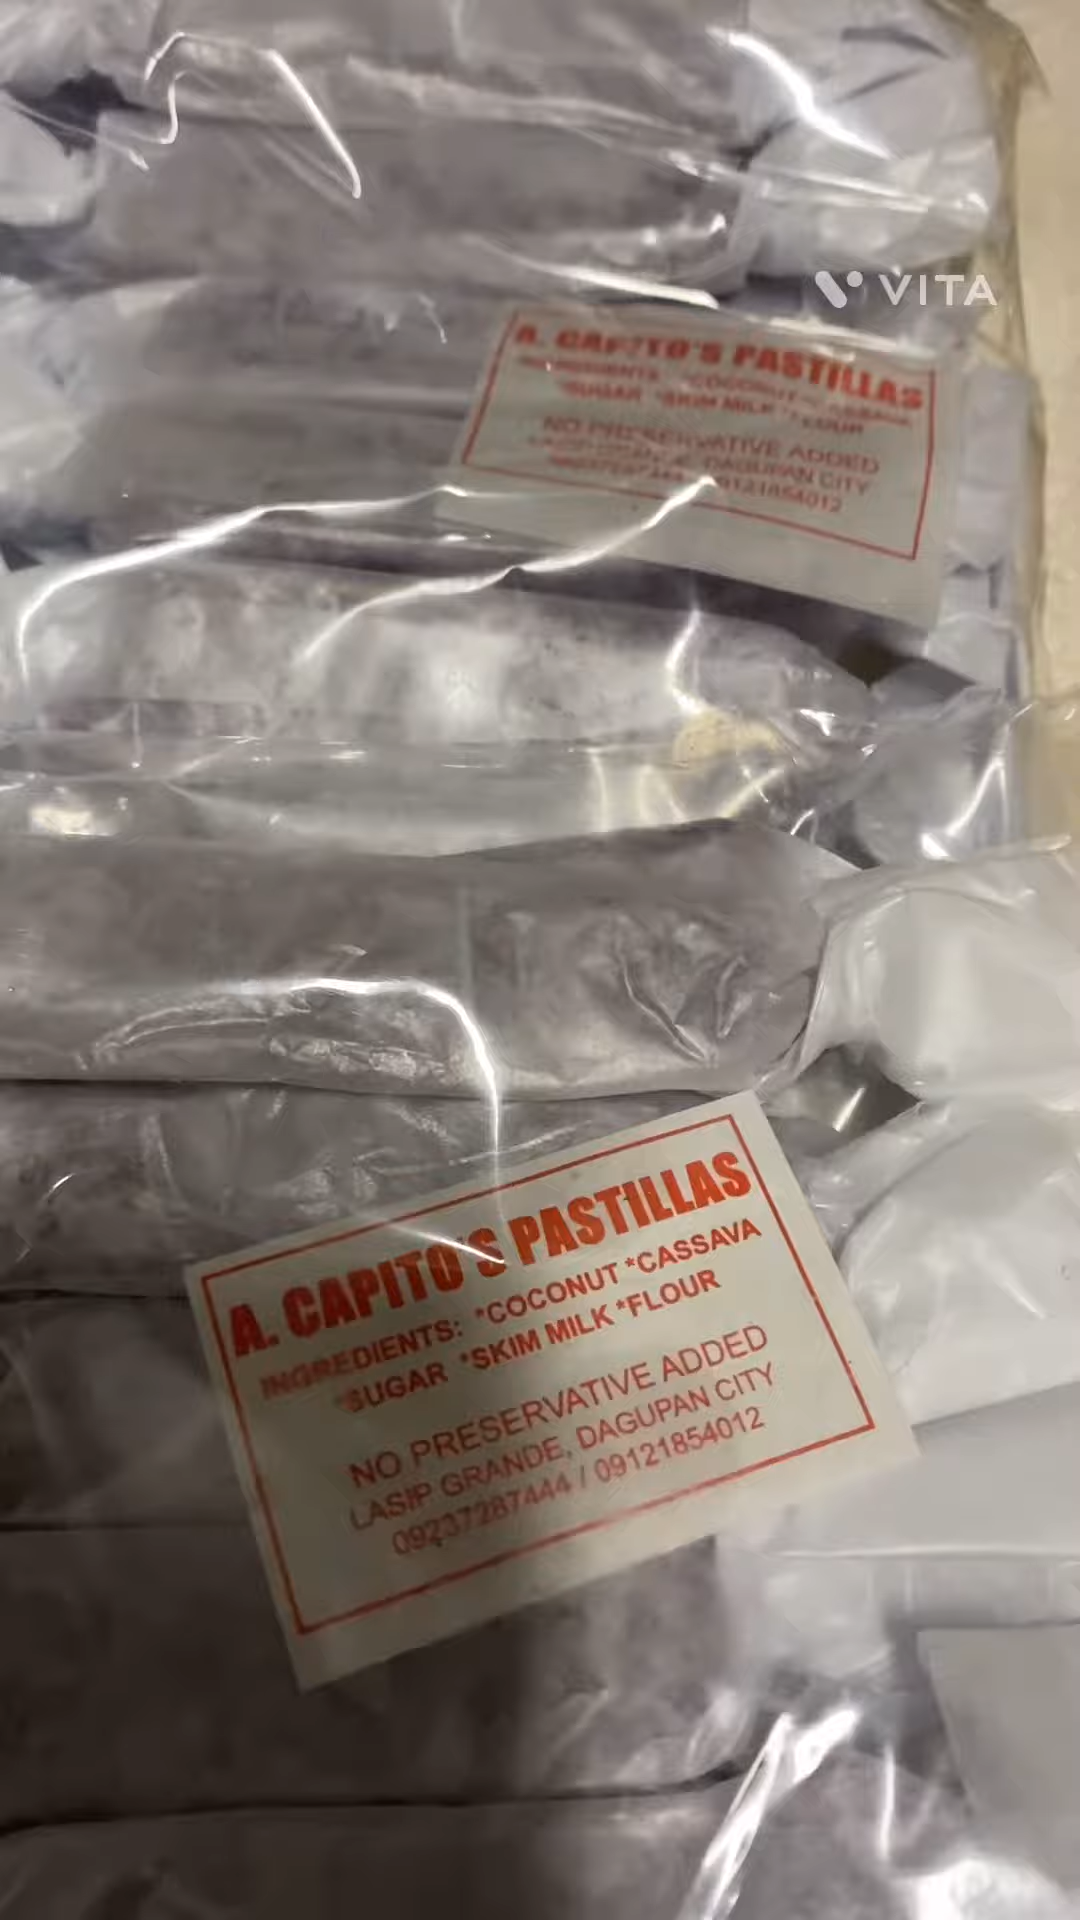 VITA
A. CAPITO'S PASTILLAS
INGREDIENTS: *COCONUT *CASSAVA
*SUGAR *SKIM MILK *FLOUR
NO PRESERVATIVE ADDED
DAGUPAN CITY
09121854012
A. CAPITO'S PASTILLAS
INGREDIENTS: *COCONUT *CASSAVA
*SUGAR *SKIM MILK *FLOUR
NO PRESERVATIVE ADDED
LASIP GRANDE, DAGUPAN CITY
09237287444 / 09121854012